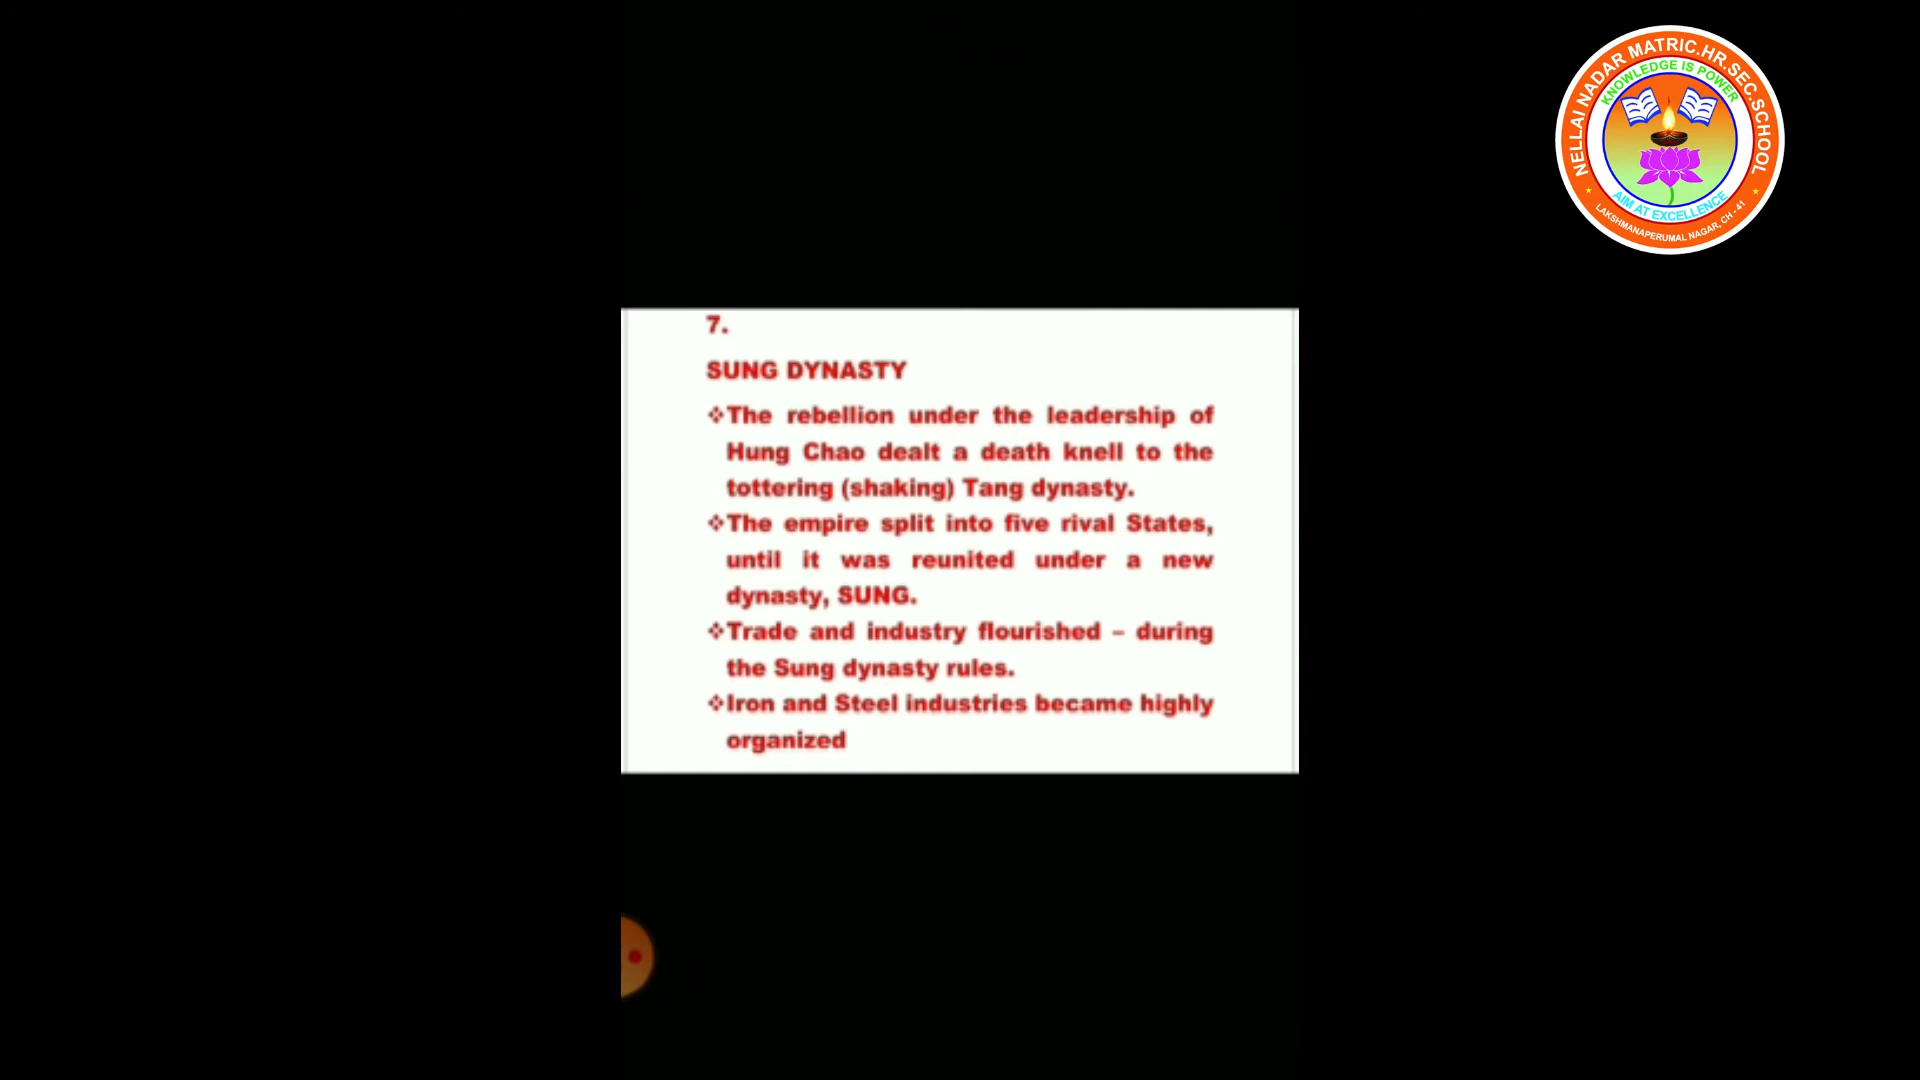 7.
SUNG DYNASTY
❖The rebellion under the leadership of
Hung Chao dealt a death knell to the
tottering (shaking) Tang dynasty.
❖The empire split into five rival States,
until it was reunited under a new
dynasty, SUNG.
❖Trade and industry flourished – during
the Sung dynasty rules.
❖Iron and Steel industries became highly
organized
NELLAI NADAR MATRIC.HR.SEC.SCHOOL
KNOWLEDGE IS POWER
AIM AT EXCELLENCE
LAKSHMANAPERUMAL NAGAR, CH - 41